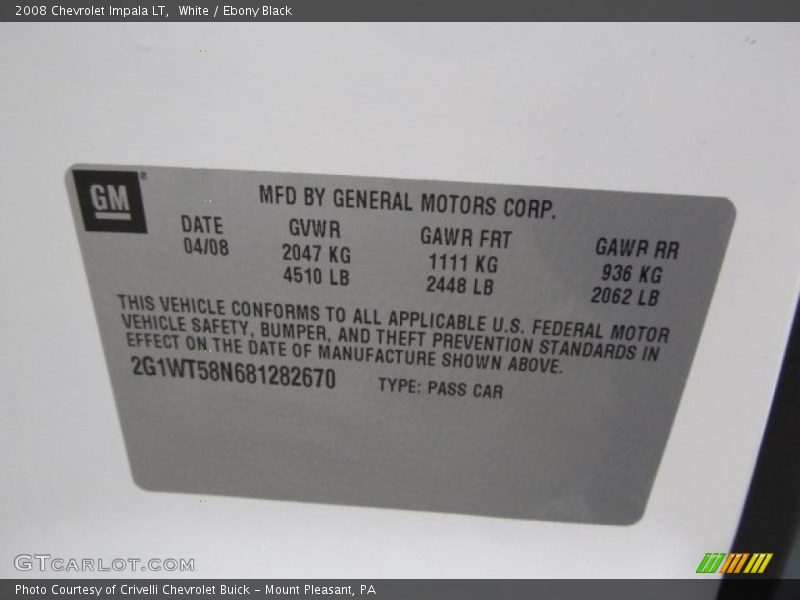 2008 Chevrolet Impala LT,  White / Ebony Black
GM®
MFD BY GENERAL MOTORS CORP.
DATE GVWR GAWR FRT GAWR RR
04/08 2047 KG 1111 KG 936 KG
4510 LB 2448 LB 2062 LB
THIS VEHICLE CONFORMS TO ALL APPLICABLE U.S. FEDERAL MOTOR
VEHICLE SAFETY, BUMPER, AND THEFT PREVENTION STANDARDS IN
EFFECT ON THE DATE OF MANUFACTURE SHOWN ABOVE.
2G1WT58N681282670 TYPE: PASS CAR
GTCARLOT.COM
Photo Courtesy of Crivelli Chevrolet Buick - Mount Pleasant, PA